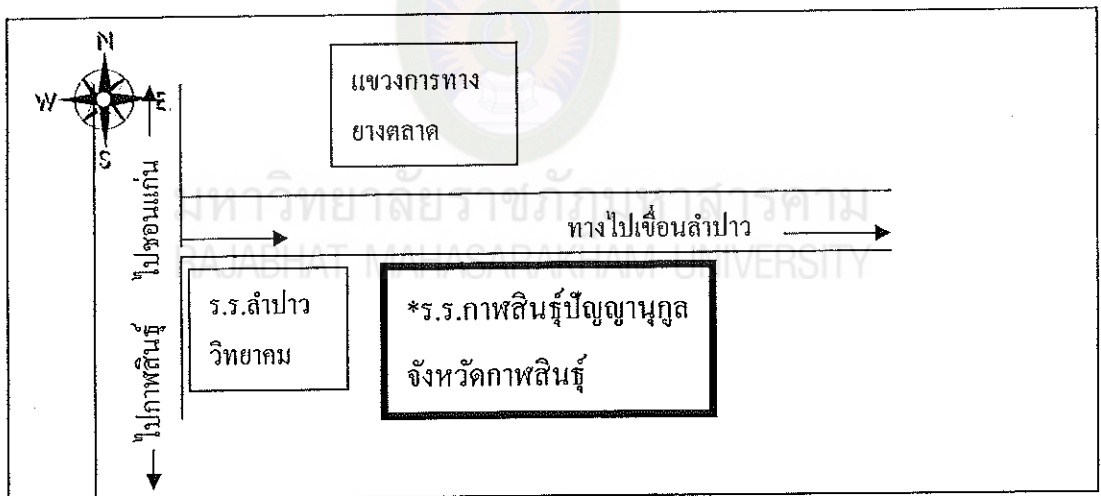 N
W
E
S
แขวงการทาง
ยางตลาด
ไปขอนแก่น
มหาวิทยาลัยราชภัฏมหาสารคาม
ทางไปเขื่อนลำปาว
RAJABHAT MAHASARAKHAM UNIVERSITY
ร.ร.ลำปาว
วิทยาคม
*ร.ร.กาฬสินธุ์ปัญญานุกูล
จังหวัดกาฬสินธุ์
ไปกาฬสินธุ์